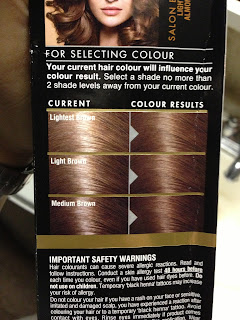 SALON
LIGH
ALMO
FOR SELECTING COLOUR
Your current hair colour will influence your
colour result. Select a shade no more than
2 shade levels away from your current colour.
CURRENT COLOUR RESULTS
Lightest Brown
Light Brown
Medium Brown
IMPORTANT SAFETY WARNINGS
Hair colourants can cause severe allergic reactions. Read and
follow instructions. Conduct a skin allergy test 48 hours before
each time you colour, even if you have used hair dyes before. Do
not use on children. Temporary 'black henna' tattoos may increase
your risk of allergy.
Do not colour your hair if you have a rash on your face or sensitive,
irritated and damaged scalp, you have experienced a reaction after
colouring your hair or to a temporary 'black henna' tattoo. Avoid
contact with eyes. Rinse eyes immediately if product comes